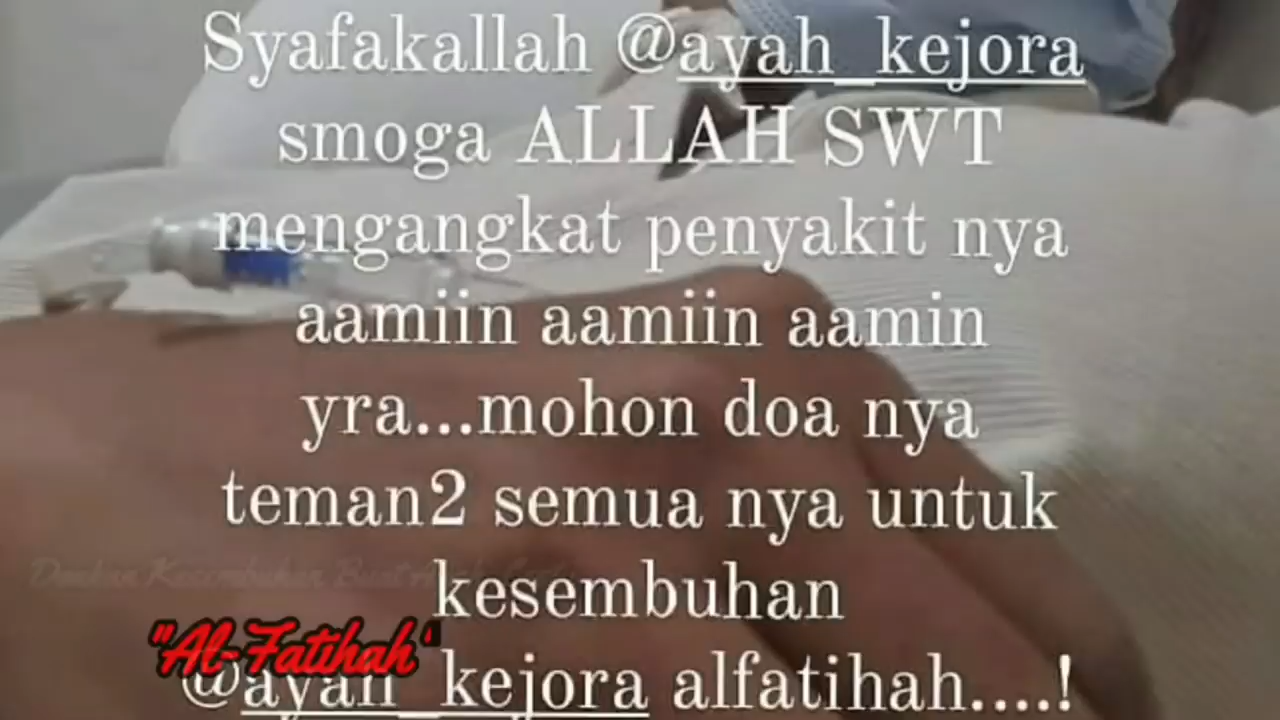 Syafakallah @ayah_kejora
smoga ALLAH SWT
mengangkat penyakit nya
aamiin aamiin aamin
yra...mohon doa nya
teman2 semua nya untuk
kesembuhan
"Al-Fatihah"
@ayah_kejora alfatihah....!